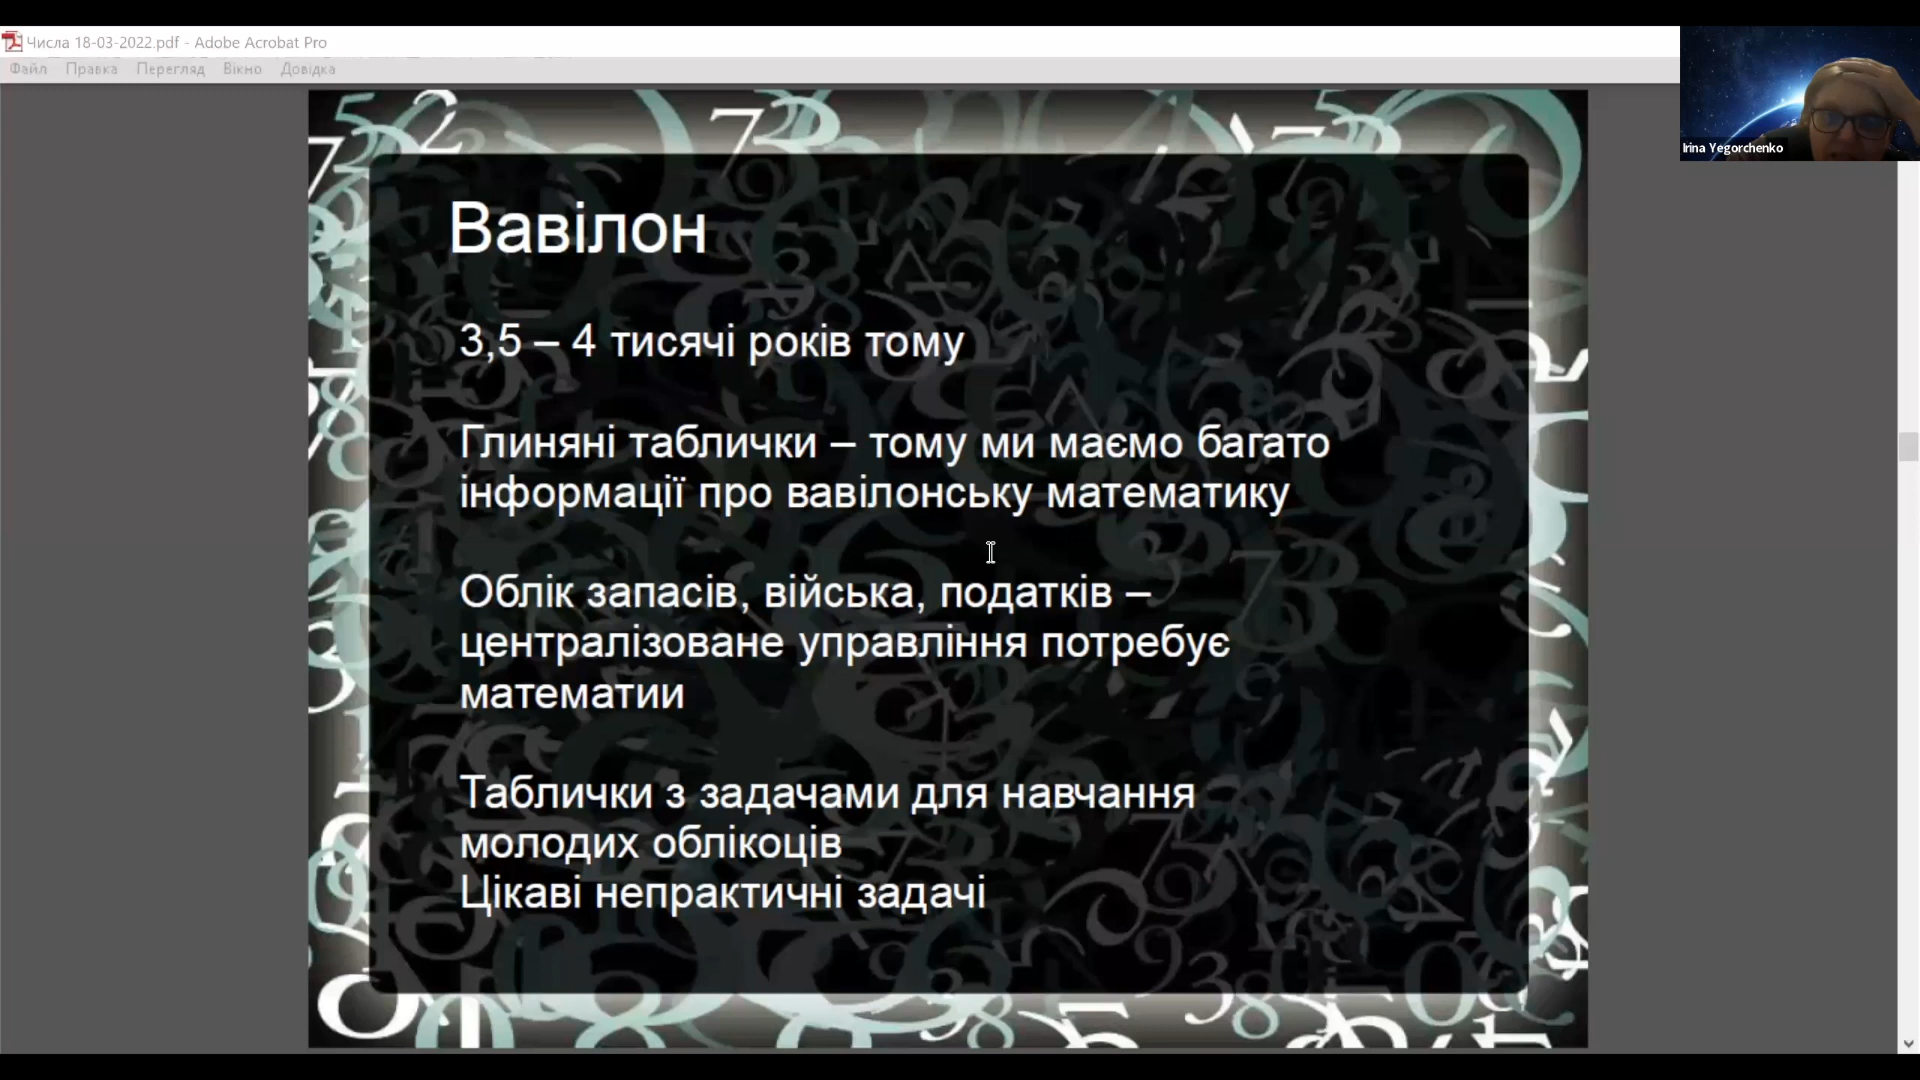 Числа 18-03-2022.pdf - Adobe Acrobat Pro
Файл Правка Перегляд Вікно Довідка
Irina Yegorchenko
Вавілон
3,5 – 4 тисячі років тому
Глиняні таблички – тому ми маємо багато
інформації про вавілонську математику
Облік запасів, війська, податків –
централізоване управління потребує
математии
Таблички з задачами для навчання
молодих облікоців
Цікаві непрактичні задачі